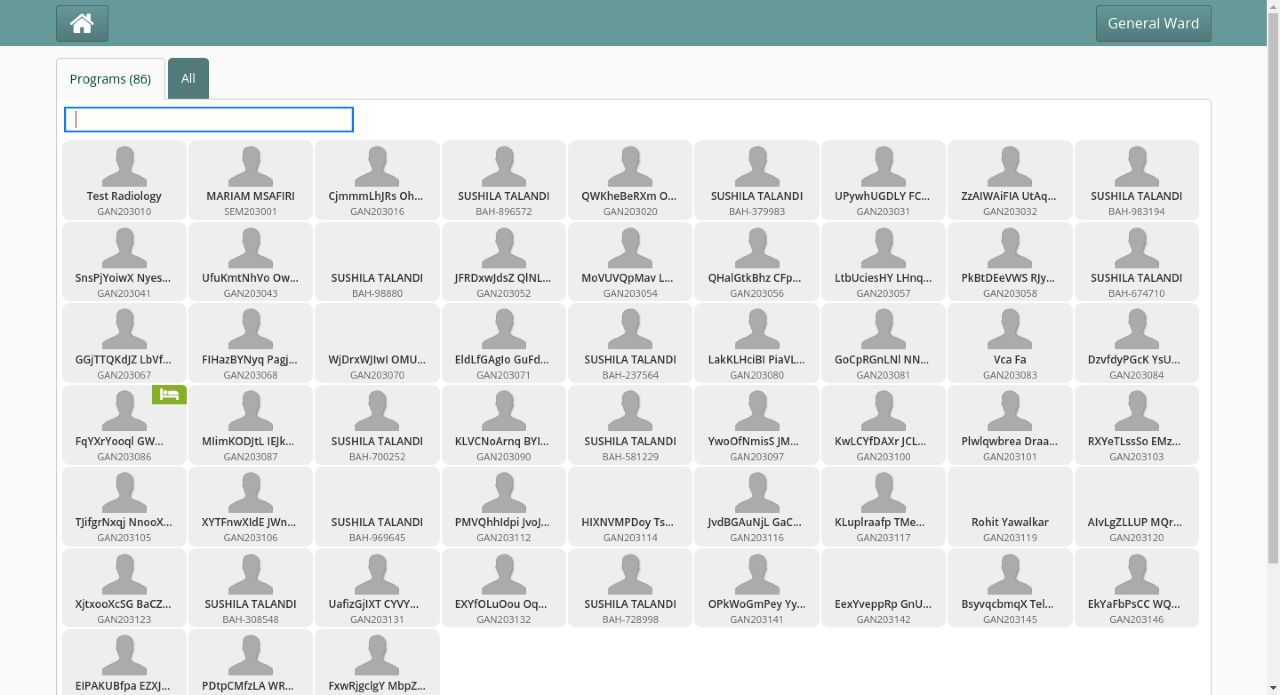 General Ward
Programs (86)
All
Test Radiology
GAN203010
MARIAM MSAFIRI
SEM203001
CjmmmLhJRs Oh...
GAN203016
SUSHILA TALANDI
BAH-896572
QWKheBeRXm O...
GAN203020
SUSHILA TALANDI
BAH-379983
UPywhUGDLY FC...
GAN203031
ZzAIWAiFIA UtAq...
GAN203032
SUSHILA TALANDI
BAH-983194
SnsPjYoiwX Nyes...
GAN203041
UfuKmtNhVo Ow...
GAN203043
SUSHILA TALANDI
BAH-98880
JFRDxwJdsZ QlNL...
GAN203052
MoVUVQpMav L...
GAN203054
QHalGtkBhz CFp...
GAN203056
LtbUciesHY LHnq...
GAN203057
PkBtDEeVWS RJy...
GAN203058
SUSHILA TALANDI
BAH-674710
GGjTTQKdJZ LbVf...
GAN203067
FIHazBYNyq Pagj...
GAN203068
WjDrxWJIwI OMU...
GAN203070
EldLfGAgIo GuFd...
GAN203071
SUSHILA TALANDI
BAH-237564
LakKLHciBI PiaVL...
GAN203080
GoCpRGnLNl NN...
GAN203081
Vca Fa
GAN203083
DzvfdyPGcK YsU...
GAN203084
FqYXrYooql GW...
GAN203086
MIimKODJtL IEJk...
GAN203087
SUSHILA TALANDI
BAH-700252
KLVCNoArnq BYI...
GAN203090
SUSHILA TALANDI
BAH-581229
YwoOfNmisS JM...
GAN203097
KwLCYfDAXr JCL...
GAN203100
Plwlqwbrea Draa...
GAN203101
RXYeTLssSo EMz...
GAN203103
TJifgrNxqj NnooX...
GAN203105
XYTFnwXIdE JWn...
GAN203106
SUSHILA TALANDI
BAH-969645
PMVQhhIdpi JvoJ...
GAN203112
HIXNVMPDoy Ts...
GAN203114
JvdBGAuNjL GaC...
GAN203116
KLuplraafp TMe...
GAN203117
Rohit Yawalkar
GAN203119
AIvLgZLLUP MQr...
GAN203120
XjtxooXcSG BaCZ...
GAN203123
SUSHILA TALANDI
BAH-308548
UafizGjIXT CYVY...
GAN203131
EXYfOLuOou Oq...
GAN203132
SUSHILA TALANDI
BAH-728998
OPkWoGmPey Yy...
GAN203141
EexYveppRp GnU...
GAN203142
BsyvqcbmqX Tel...
GAN203145
EkYaFbPsCC WQ...
GAN203146
EIPAKUBfpa EZXJ...
PDtpCMfzLA WR...
FxwRjgclgY MbpZ...